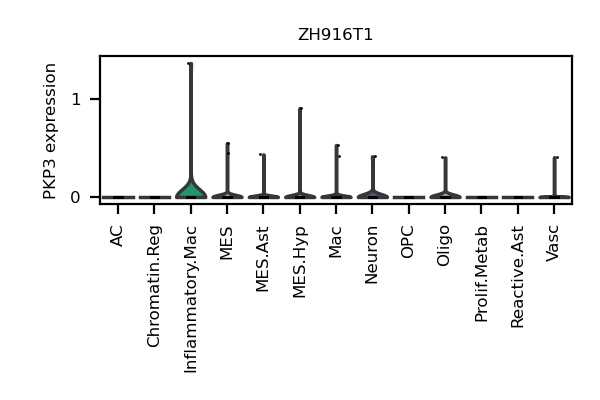 ZH916T1
PKP3 expression
1
0
AC
Chromatin.Reg
Inflammatory.Mac
MES
MES.Ast
MES.Hyp
Mac
Neuron
OPC
Oligo
Prolif.Metab
Reactive.Ast
Vasc